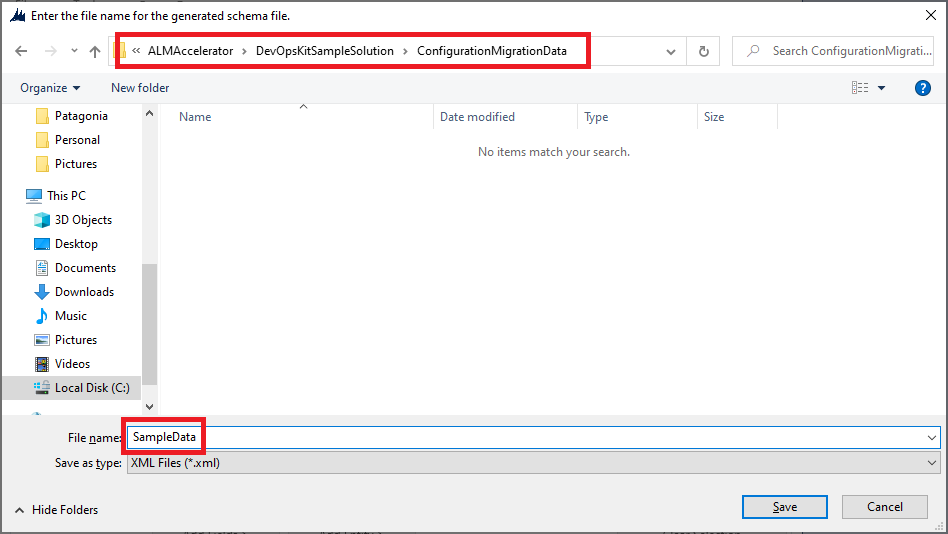 Enter the file name for the generated schema file.
« ALMAccelerator > DevOpsKitSampleSolution > ConfigurationMigrationData
Search ConfigurationMigrati...
Organize
New folder
?
Name
Date modified
Type
Size
No items match your search.
Patagonia
Personal
Pictures
This PC
3D Objects
Desktop
Documents
Downloads
Music
Pictures
Videos
Local Disk (C:)
File name: SampleData
Save as type: XML Files (*.xml)
Hide Folders
Save
Cancel